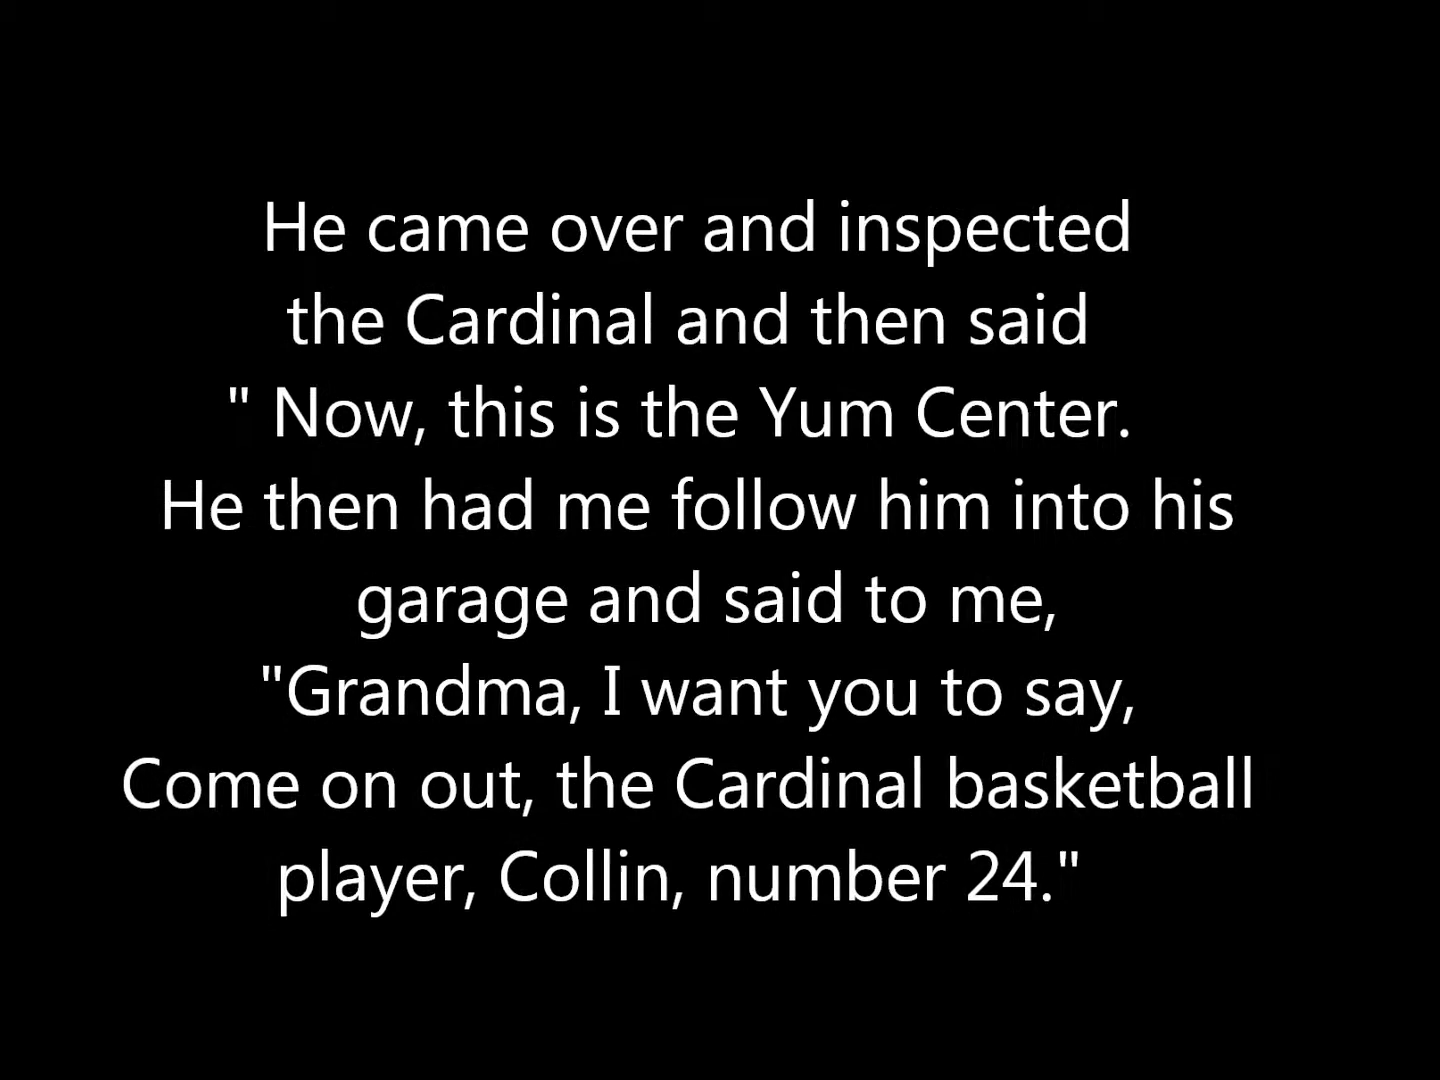 He came over and inspected
the Cardinal and then said
" Now, this is the Yum Center.
He then had me follow him into his
garage and said to me,
"Grandma, I want you to say,
Come on out, the Cardinal basketball
player, Collin, number 24."